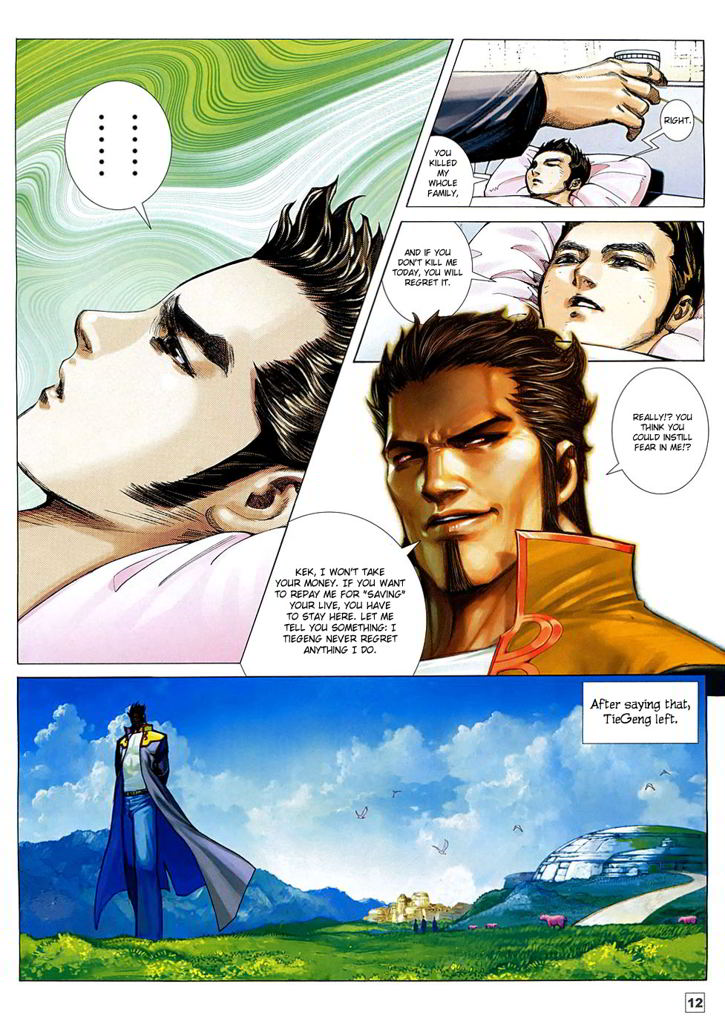 RIGHT.
YOU
KILLED
MY
WHOLE
FAMILY,
AND IF YOU
DON'T KILL ME
TODAY, YOU WILL
REGRET IT.
REALLY!? YOU
THINK YOU
COULD INSTILL
FEAR IN ME!?
KEK, I WON'T TAKE
YOUR MONEY. IF YOU WANT
TO REPAY ME FOR "SAVING"
YOUR LIVE, YOU HAVE
TO STAY HERE. LET ME
TELL YOU SOMETHING: I
TIEGENG NEVER REGRET
ANYTHING I DO.
After saying that,
TieGeng left.
12